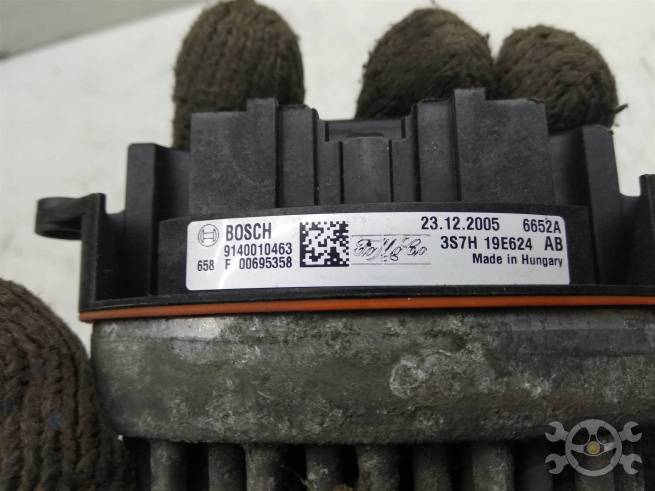 BOSCH
9140010463
658 F 00695358
23.12.2005 6652A
3S7H 19E624 AB
Made in Hungary